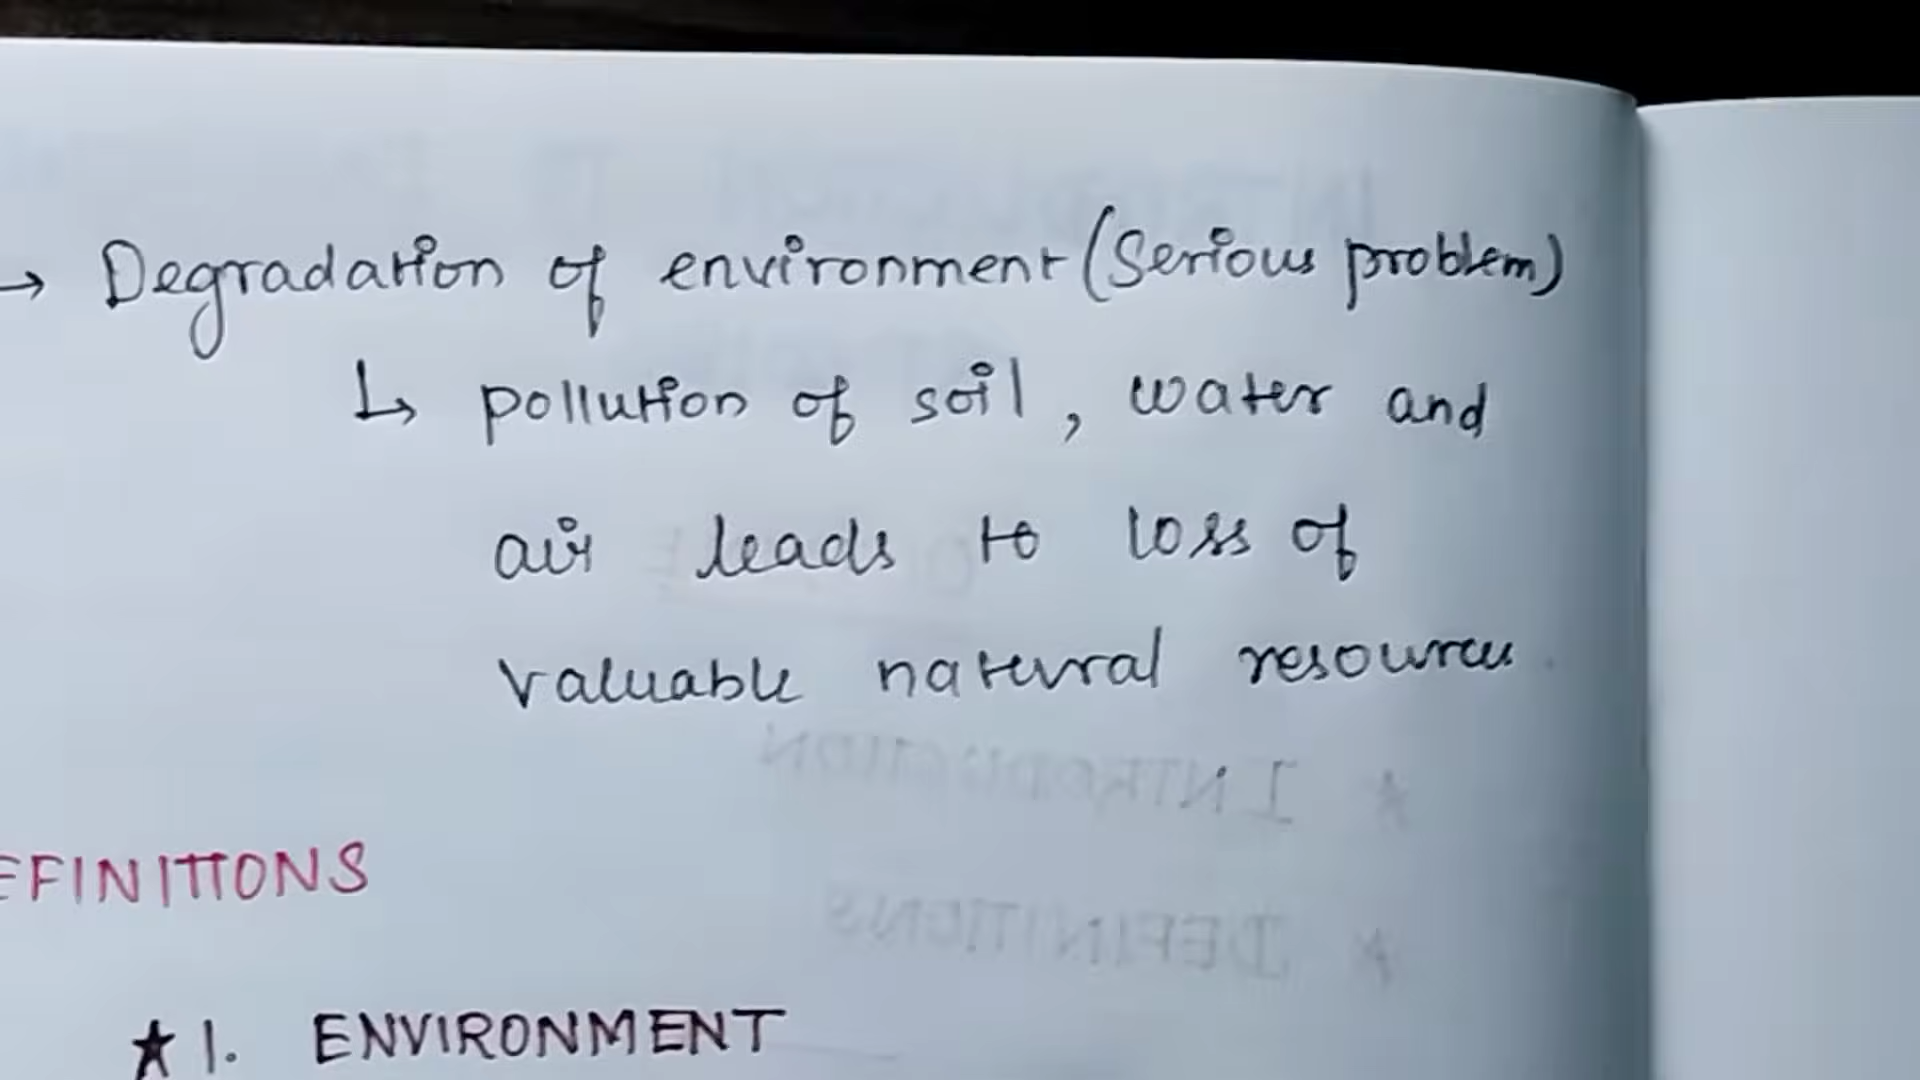 → Degradation of environment (Serious problem)
↳ pollution of soil, water and
air leads to loss of
valuable natural resources.
EFINITIONS
★ 1. ENVIRONMENT